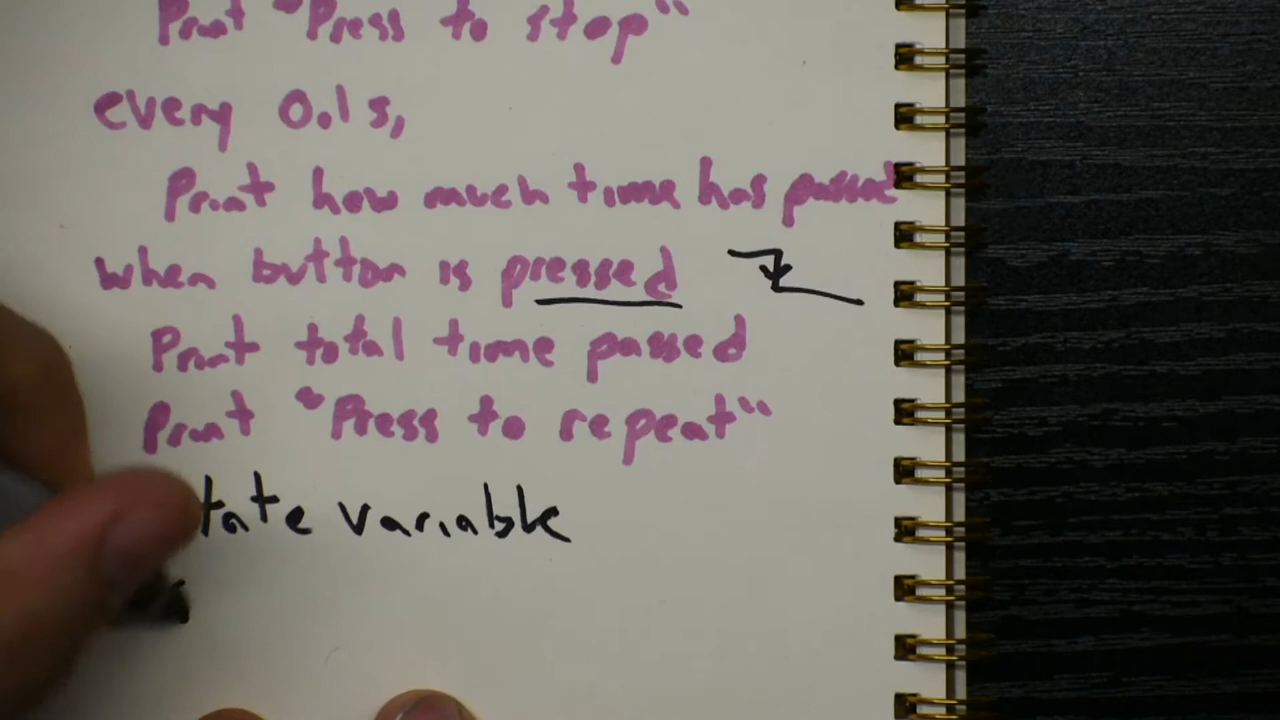 Print "Press to stop"
every 0.1s,
Print how much time has passed
when button is pressed
Print total time passed
Print "Press to repeat"
tate variable